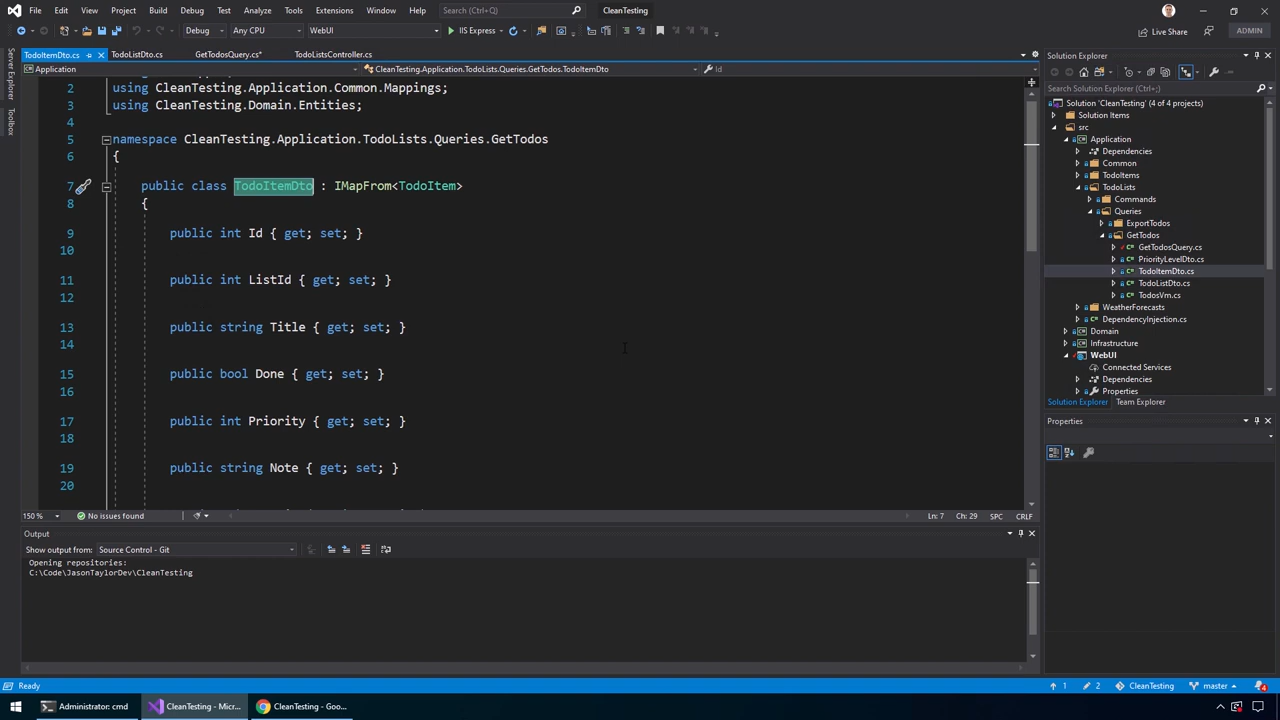 File Edit View Git Project Build Debug Test Analyze Tools Extensions Window Help Search (Ctrl+Q) CleanTesting
ADMIN
Debug Any CPU WebUI IIS Express Live Share
TodoItemDto.cs TodoListDto.cs GetTodosQuery.cs* TodoListsController.cs
Application CleanTesting.Application.TodoLists.Queries.GetTodos.TodoItemDto Id
Server Explorer
Toolbox
2 using CleanTesting.Application.Common.Mappings;
3 using CleanTesting.Domain.Entities;
4
5 namespace CleanTesting.Application.TodoLists.Queries.GetTodos
6 {
7 public class TodoItemDto : IMapFrom<TodoItem>
8 {
9 public int Id { get; set; }
10
11 public int ListId { get; set; }
12
13 public string Title { get; set; }
14
15 public bool Done { get; set; }
16
17 public int Priority { get; set; }
18
19 public string Note { get; set; }
20
150 % No issues found Ln: 7 Ch: 29 SPC CRLF
Output
Show output from: Source Control - Git
Opening repositories:
C:\Code\JasonTaylorDev\CleanTesting
Solution Explorer
Search Solution Explorer (Ctrl+;)
Solution 'CleanTesting' (4 of 4 projects)
Solution Items
src
Application
Dependencies
Common
TodoItems
TodoLists
Commands
Queries
ExportTodos
GetTodos
GetTodosQuery.cs
PriorityLevelDto.cs
TodoItemDto.cs
TodoListDto.cs
TodosVm.cs
WeatherForecasts
DependencyInjection.cs
Domain
Infrastructure
WebUI
Connected Services
Dependencies
Properties
Solution Explorer Team Explorer
Properties
Ready 1 2 CleanTesting master 4
Administrator: cmd CleanTesting - Micr... CleanTesting - Goo...